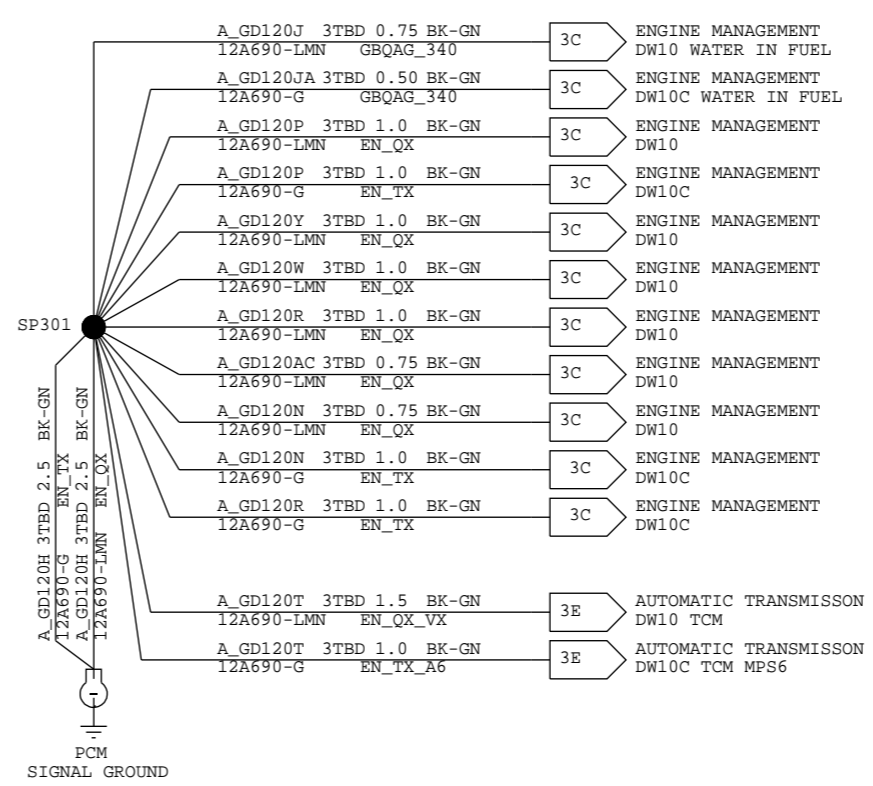 A_GD120J 3TBD 0.75 BK-GN
12A690-LMN GBQAG_340
3C
ENGINE MANAGEMENT
DW10 WATER IN FUEL
A_GD120JA 3TBD 0.50 BK-GN
12A690-G GBQAG_340
3C
ENGINE MANAGEMENT
DW10C WATER IN FUEL
A_GD120P 3TBD 1.0 BK-GN
12A690-LMN EN_QX
3C
ENGINE MANAGEMENT
DW10
A_GD120P 3TBD 1.0 BK-GN
12A690-G EN_TX
3C
ENGINE MANAGEMENT
DW10C
A_GD120Y 3TBD 1.0 BK-GN
12A690-LMN EN_QX
3C
ENGINE MANAGEMENT
DW10
A_GD120W 3TBD 1.0 BK-GN
12A690-LMN EN_QX
3C
ENGINE MANAGEMENT
DW10
SP301
A_GD120R 3TBD 1.0 BK-GN
12A690-LMN EN_QX
3C
ENGINE MANAGEMENT
DW10
A_GD120AC 3TBD 0.75 BK-GN
12A690-LMN EN_QX
3C
ENGINE MANAGEMENT
DW10
A_GD120N 3TBD 0.75 BK-GN
12A690-LMN EN_QX
3C
ENGINE MANAGEMENT
DW10
A_GD120N 3TBD 1.0 BK-GN
12A690-G EN_TX
3C
ENGINE MANAGEMENT
DW10C
A_GD120R 3TBD 1.0 BK-GN
12A690-G EN_TX
3C
ENGINE MANAGEMENT
DW10C
A_GD120T 3TBD 1.5 BK-GN
12A690-LMN EN_QX_VX
3E
AUTOMATIC TRANSMISSON
DW10 TCM
A_GD120T 3TBD 1.0 BK-GN
12A690-G EN_TX_A6
3E
AUTOMATIC TRANSMISSON
DW10C TCM MPS6
A_GD120H 3TBD 2.5 BK-GN
12A690-G EN_TX
A_GD120H 3TBD 2.5 BK-GN
12A690-LMN EN_QX
-
PCM
SIGNAL GROUND